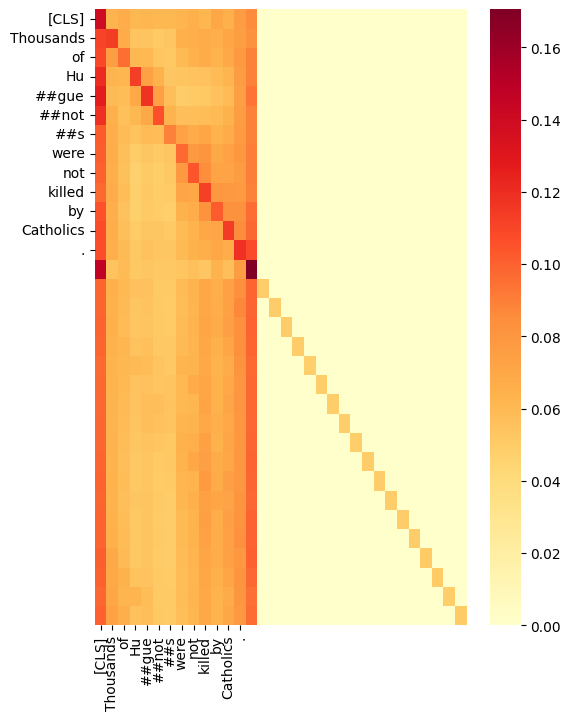 [CLS]
Thousands
of
Hu
##gue
##not
##s
were
not
killed
by
Catholics
.
[CLS]
Thousands
of
Hu
##gue
##not
##s
were
not
killed
by
Catholics
.
0.16
0.14
0.12
0.10
0.08
0.06
0.04
0.02
0.00